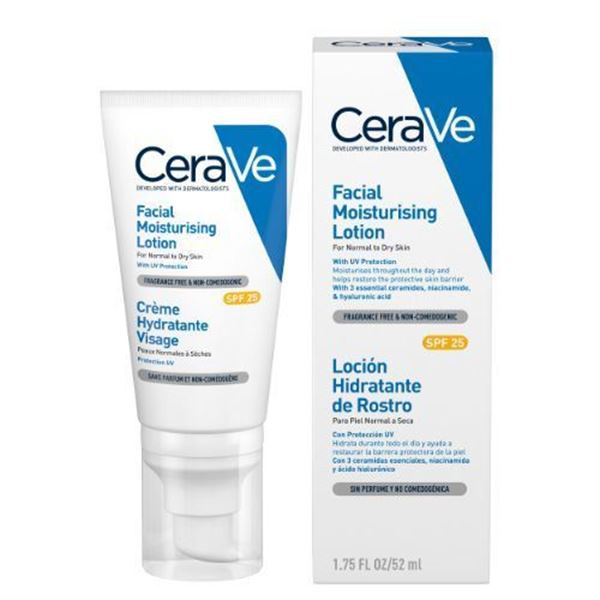 CeraVe
DEVELOPED WITH DERMATOLOGISTS
Facial
Moisturising
Lotion
For Normal to Dry Skin
With UV Protection
FRAGRANCE FREE & NON-COMEDOGENIC
SPF 25
Crème
Hydratante
Visage
Peaux Normales à Sèches
Protection UV
SANS PARFUM ET NON-COMÉDOGÈNE
CeraVe
DEVELOPED WITH DERMATOLOGISTS
Facial
Moisturising
Lotion
For Normal to Dry Skin
With UV Protection
Moisturises throughout the day and
helps restore the protective skin barrier
With 3 essential ceramides, niacinamide,
& hyaluronic acid
FRAGRANCE FREE & NON-COMEDOGENIC
SPF 25
Loción
Hidratante
de Rostro
Para Piel Normal a Seca
Con Protección UV
Hidrata durante todo el día y ayuda a
restaurar la barrera protectora de la piel
Con 3 ceramidas esenciales, niacinamida
y ácido hialurónico
SIN PERFUME Y NO COMEDOGÉNICA
1.75 FL OZ/52 ml